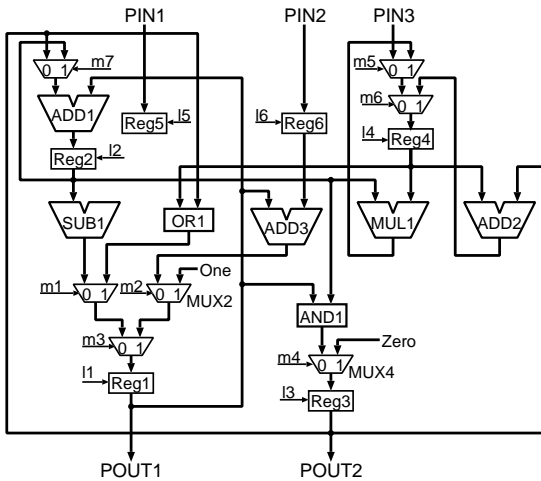 PIN1 PIN2 PIN3
m7 0 1
m5 0 1
m6 0 1
ADD1
Reg5 l5
l6 Reg6
l4 Reg4
Reg2 l2
SUB1 OR1 ADD3 MUL1 ADD2
One
m1 0 1 m2 0 1 MUX2
AND1
Zero
m3 0 1
m4 0 1 MUX4
l1 Reg1
l3 Reg3
POUT1 POUT2